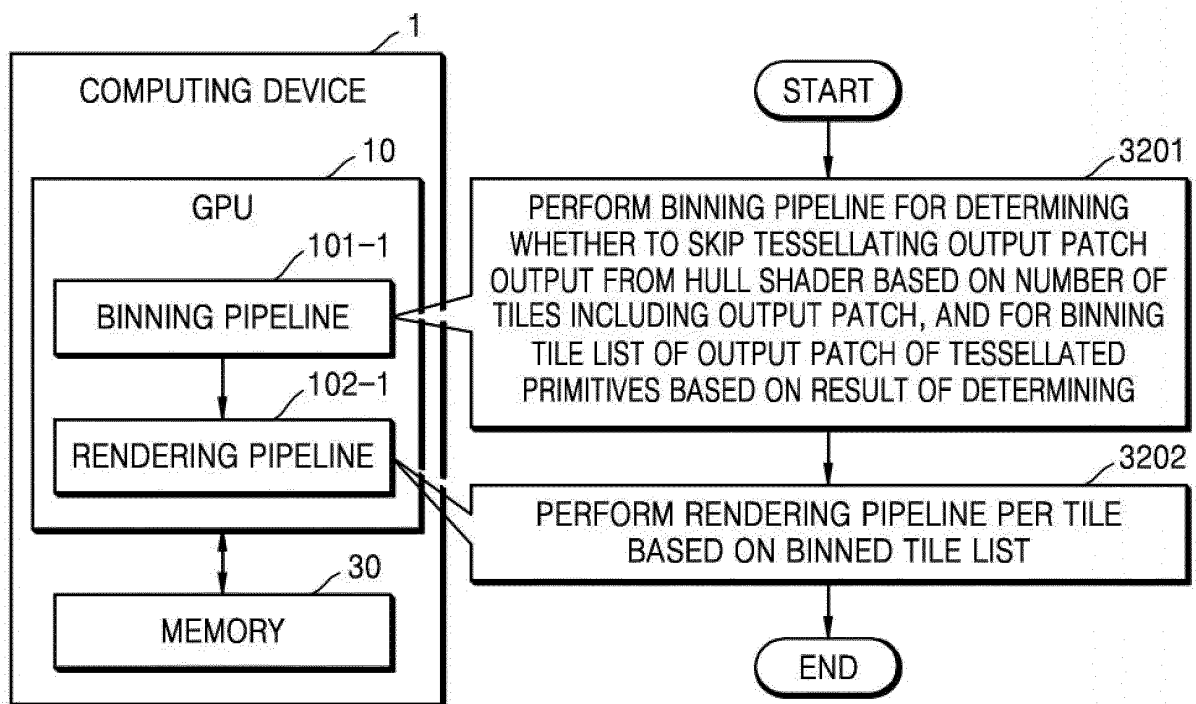 1
COMPUTING DEVICE
10
GPU
101-1
BINNING PIPELINE
102-1
RENDERING PIPELINE
30
MEMORY
START
3201
PERFORM BINNING PIPELINE FOR DETERMINING
WHETHER TO SKIP TESSELLATING OUTPUT PATCH
OUTPUT FROM HULL SHADER BASED ON NUMBER OF
TILES INCLUDING OUTPUT PATCH, AND FOR BINNING
TILE LIST OF OUTPUT PATCH OF TESSELLATED
PRIMITIVES BASED ON RESULT OF DETERMINING
3202
PERFORM RENDERING PIPELINE PER TILE
BASED ON BINNED TILE LIST
END